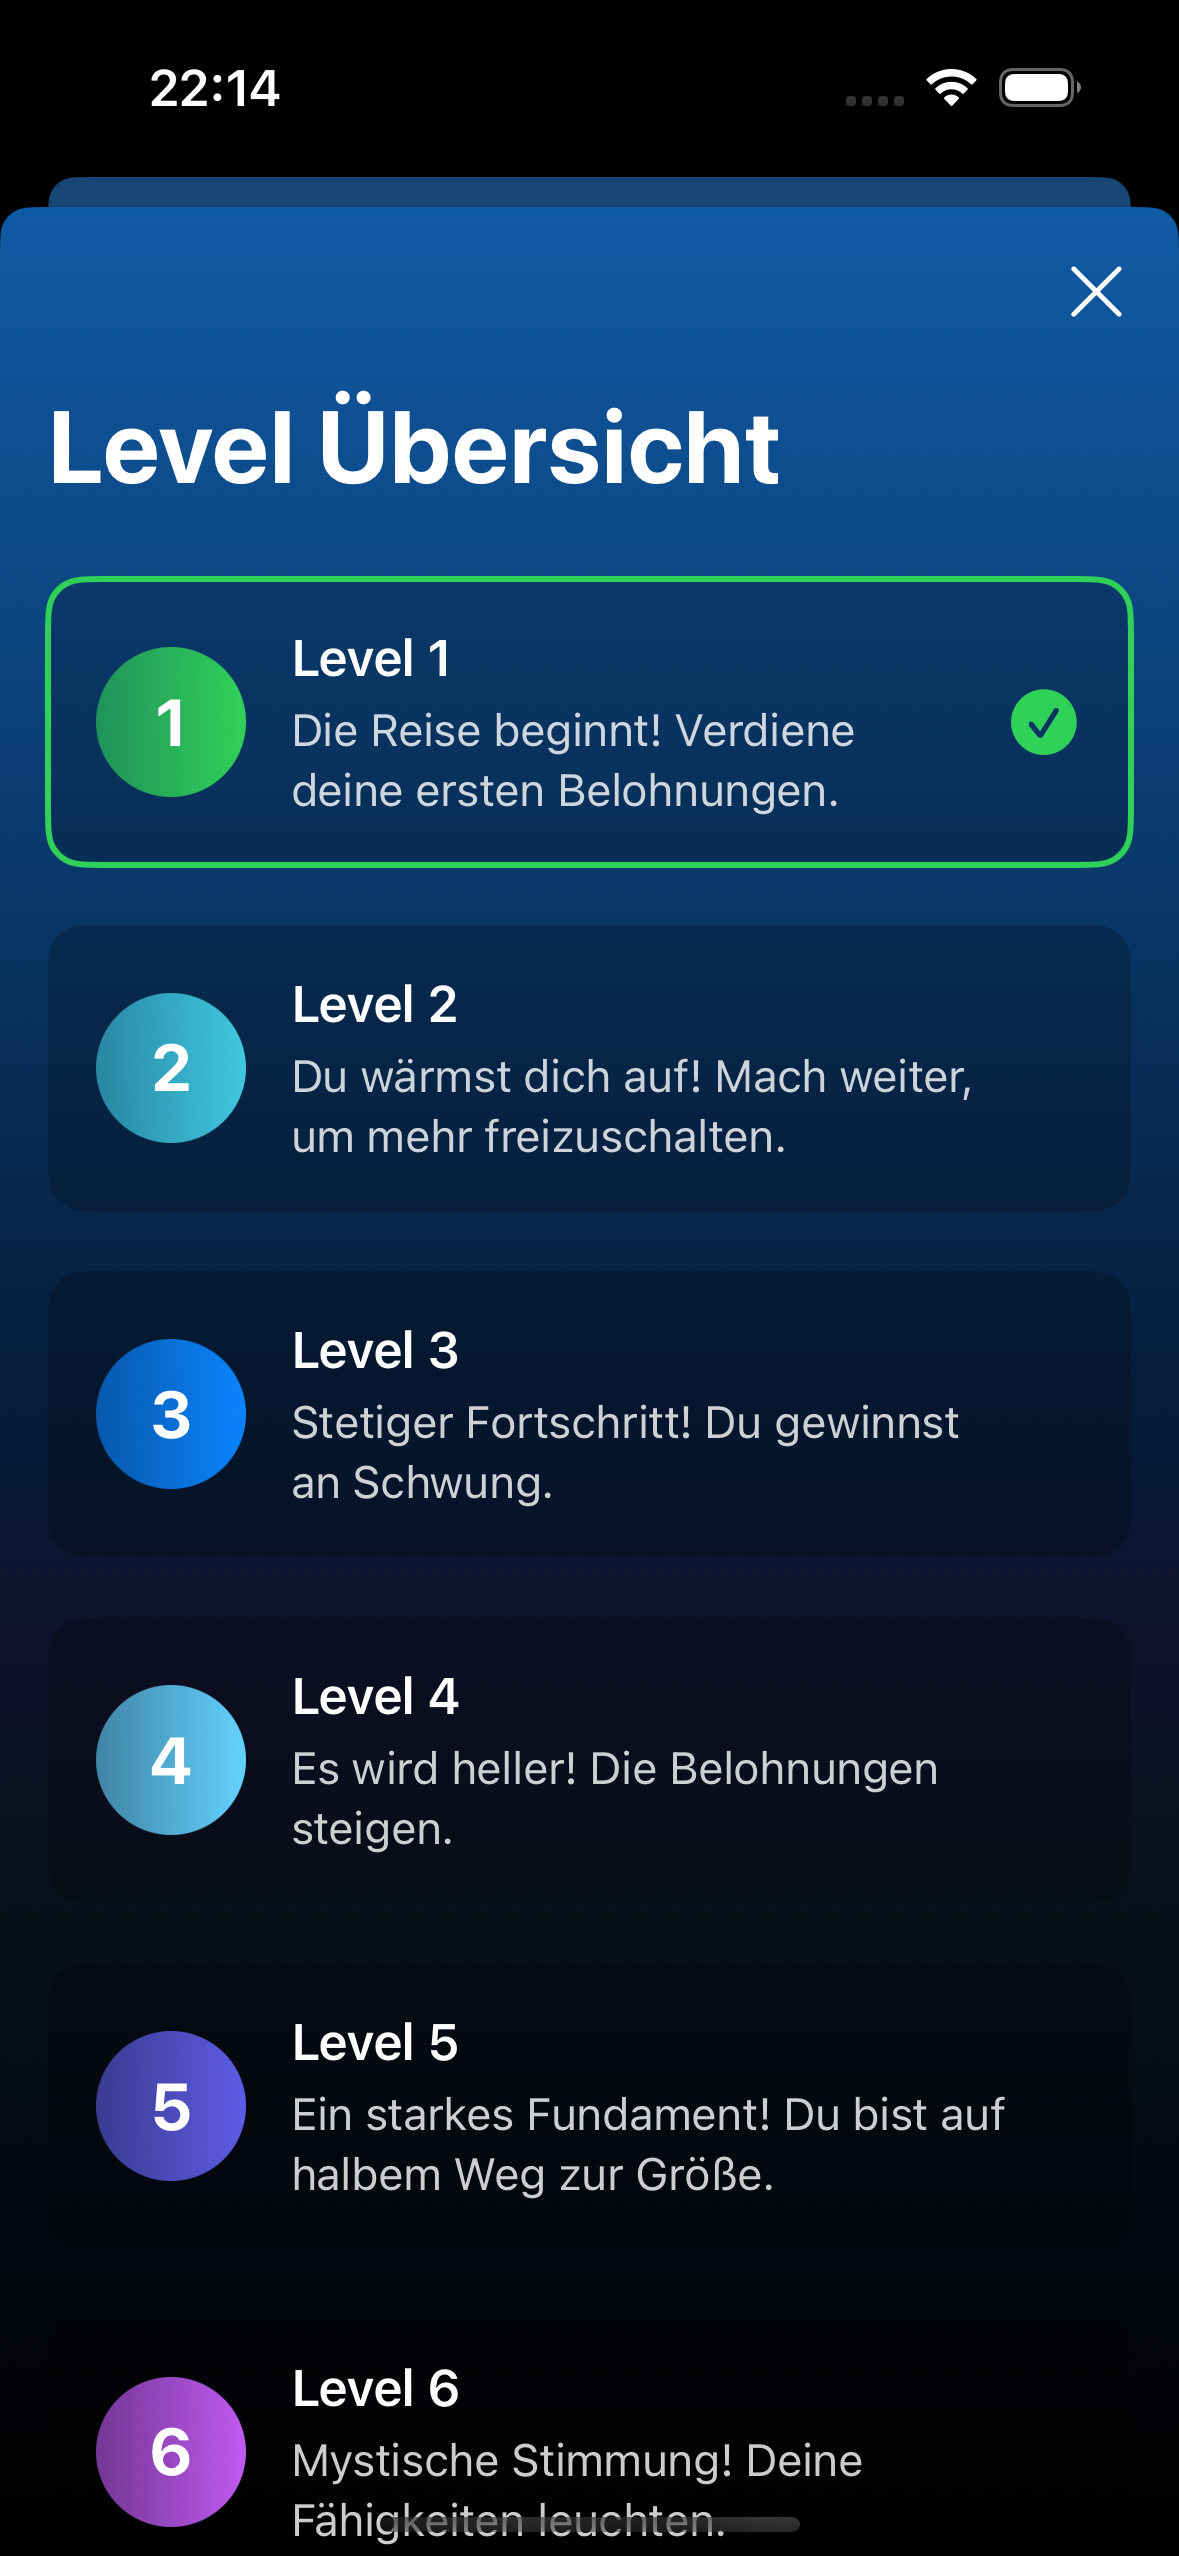 22:14
Level Übersicht
1
Level 1
Die Reise beginnt! Verdiene
deine ersten Belohnungen.
2
Level 2
Du wärmst dich auf! Mach weiter,
um mehr freizuschalten.
3
Level 3
Stetiger Fortschritt! Du gewinnst
an Schwung.
4
Level 4
Es wird heller! Die Belohnungen
steigen.
5
Level 5
Ein starkes Fundament! Du bist auf
halbem Weg zur Größe.
6
Level 6
Mystische Stimmung! Deine
Fähigkeiten leuchten.